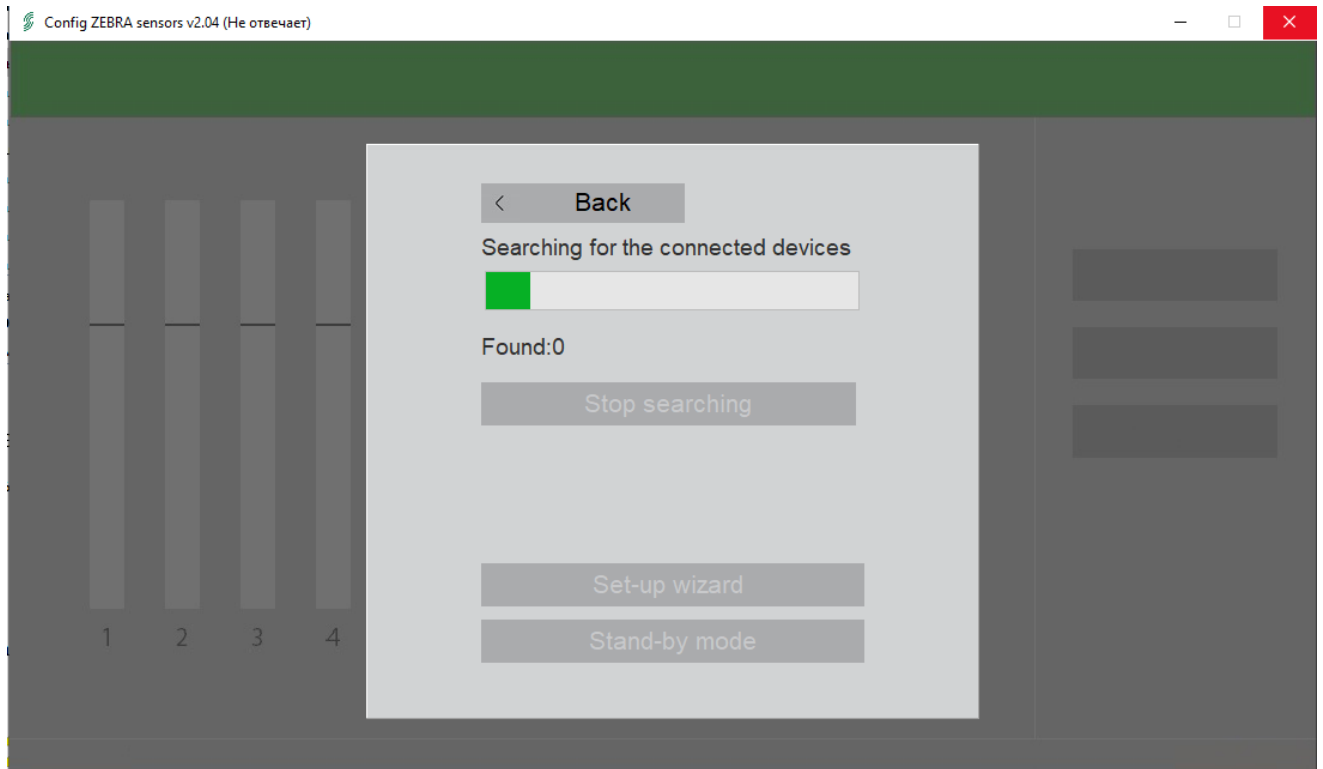 Config ZEBRA sensors v2.04 (Не отвечает)
< Back
Searching for the connected devices
Found:0
Stop searching
Set-up wizard
1 2 3 4
Stand-by mode